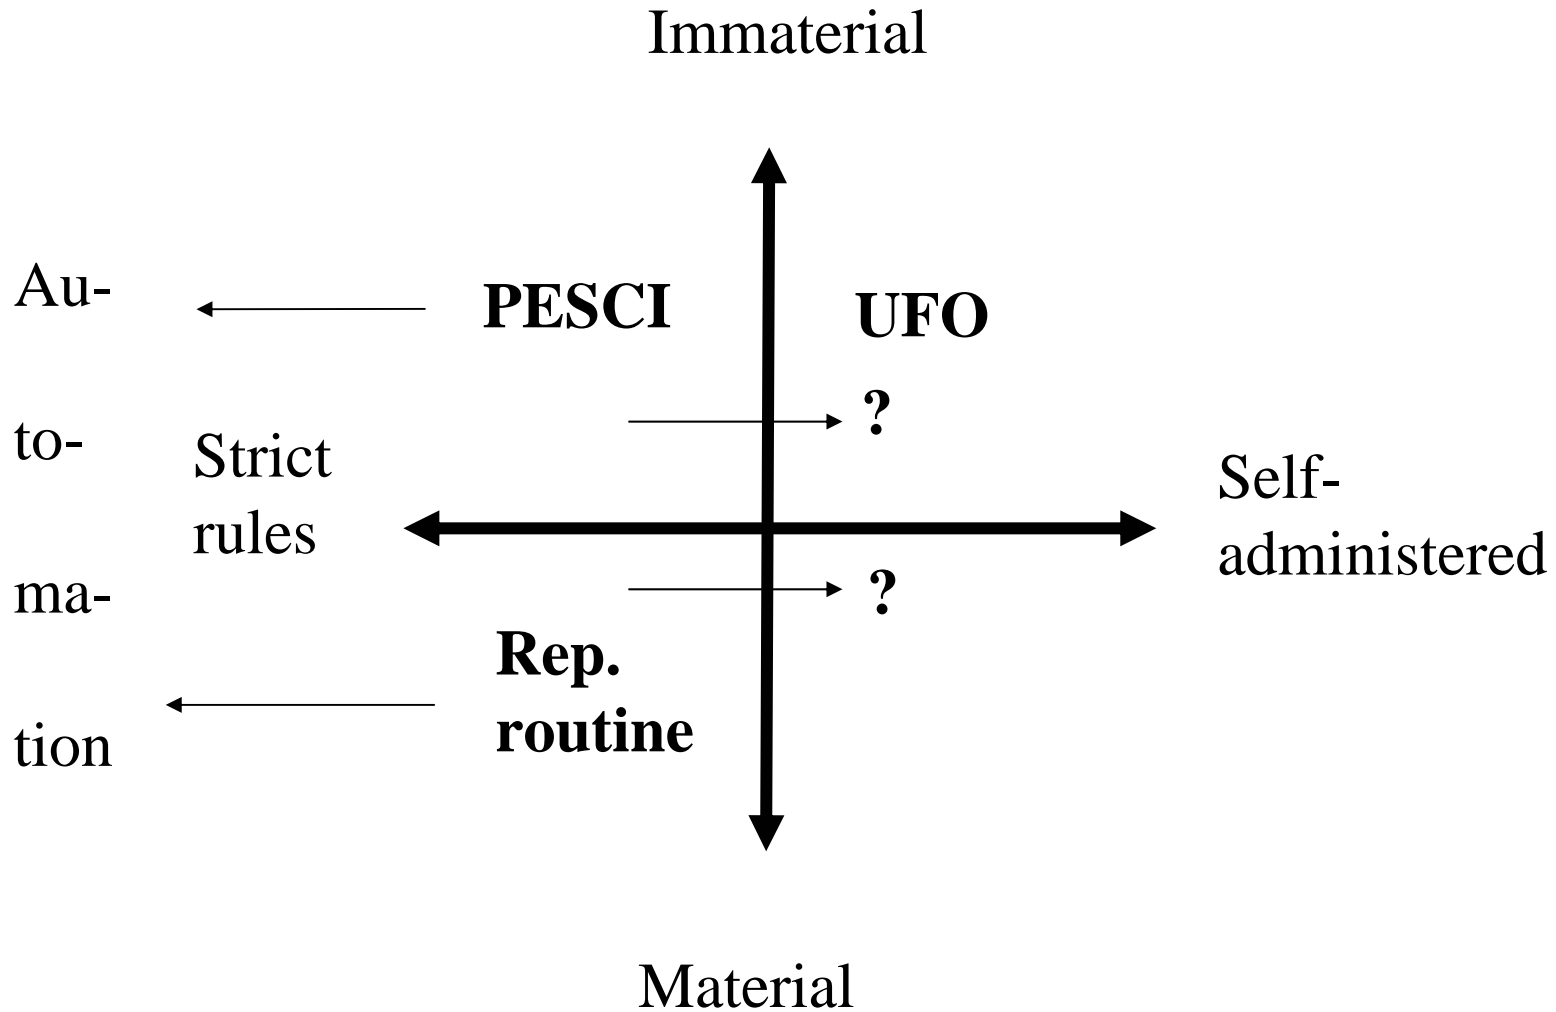 Immaterial
Au-
PESCI
UFO
?
to-
Strict
rules
Self-
administered
ma-
?
Rep.
routine
tion
Material